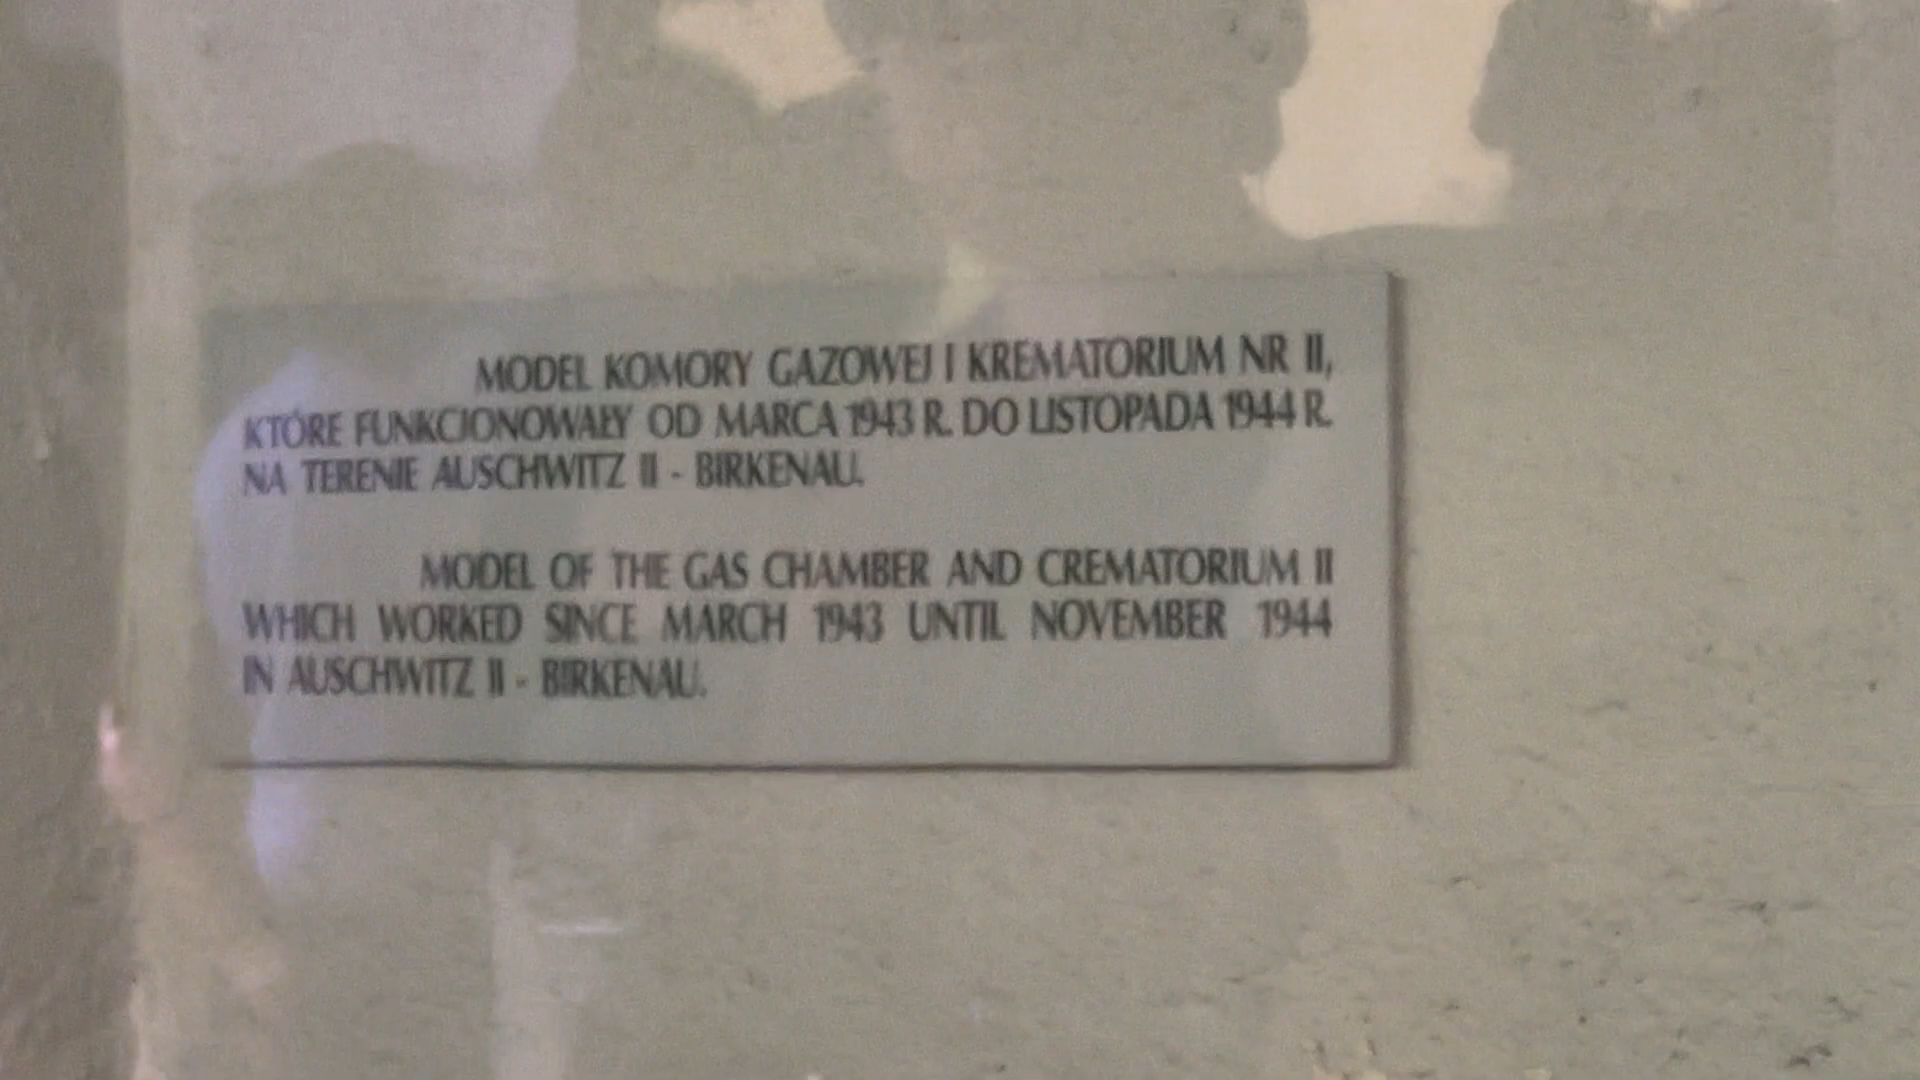 MODEL KOMORY GAZOWEJ I KREMATORIUM NR II,
KTÓRE FUNKCJONOWAŁY OD MARCA 1943 R. DO LISTOPADA 1944 R.
NA TERENIE AUSCHWITZ II - BIRKENAU.
MODEL OF THE GAS CHAMBER AND CREMATORIUM II
WHICH WORKED SINCE MARCH 1943 UNTIL NOVEMBER 1944
IN AUSCHWITZ II - BIRKENAU.